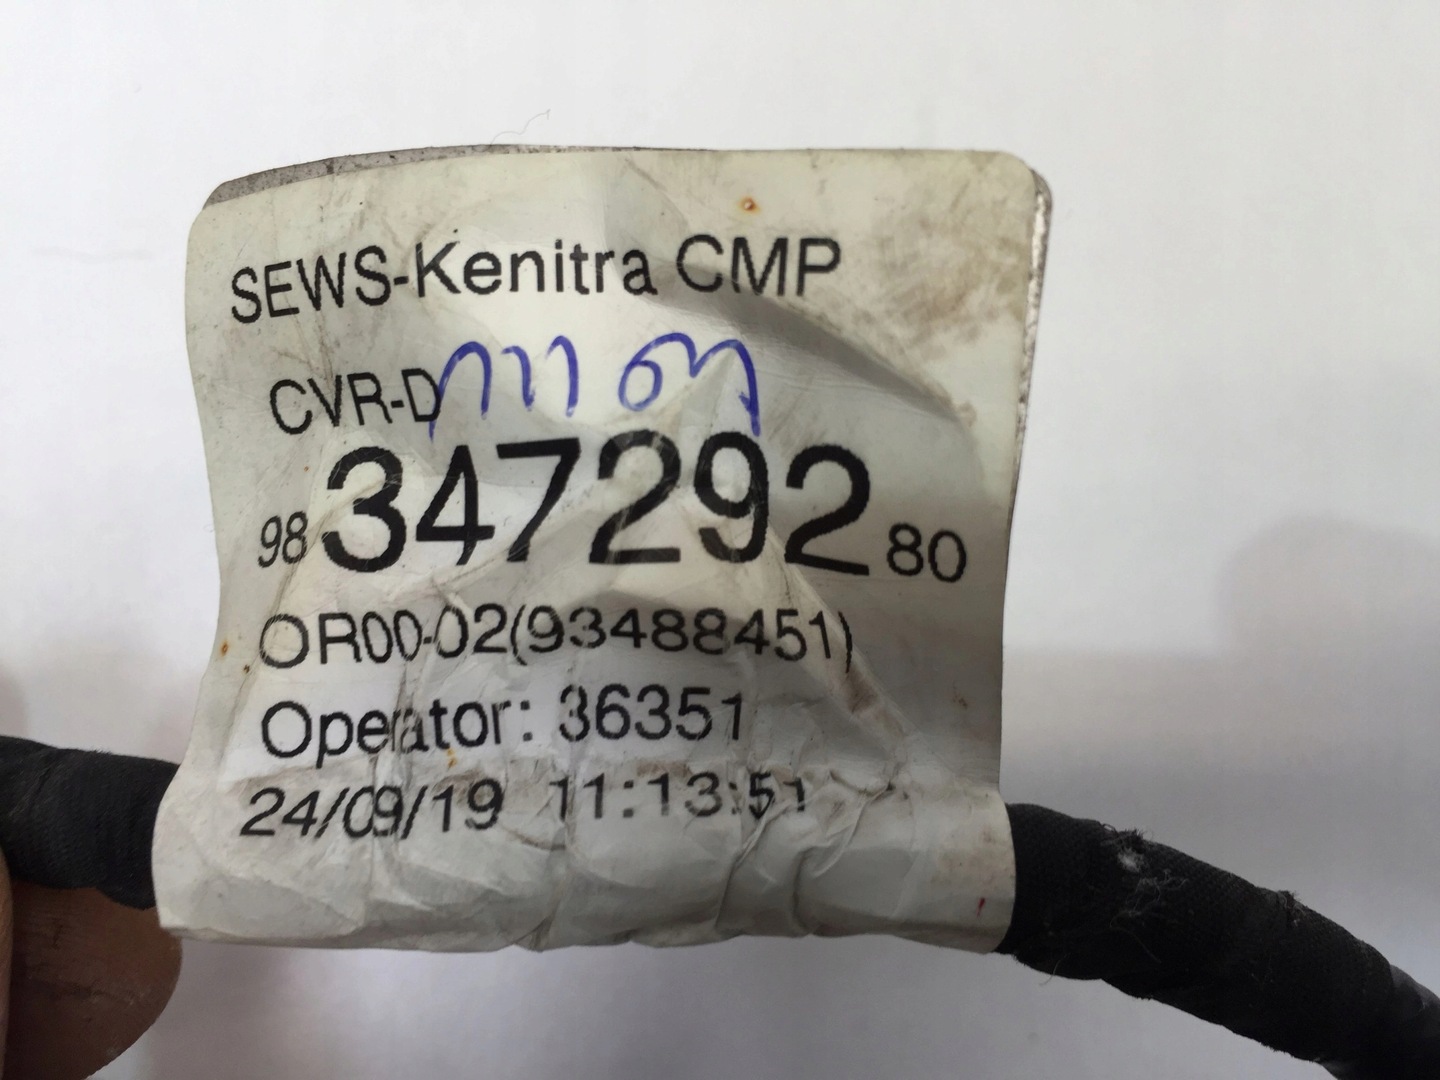 SEWS-Kenitra CMP
CVR-D
98 347292 80
OR00-02(93488451)
Operator: 36351
24/09/19 11:13:51